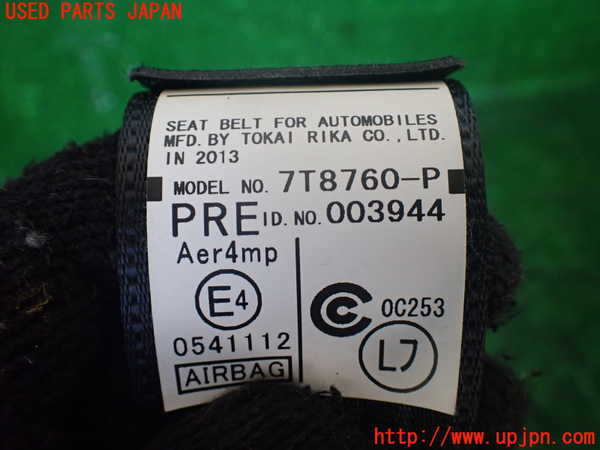 USED PARTS JAPAN
SEAT BELT FOR AUTOMOBILES
MFD. BY TOKAI RIKA CO.,LTD.
IN 2013
MODEL NO. 7T8760-P
PRE ID. NO. 003944
Aer4mp
E4
0C253
0541112
AIRBAG
http://www.upjpn.com/